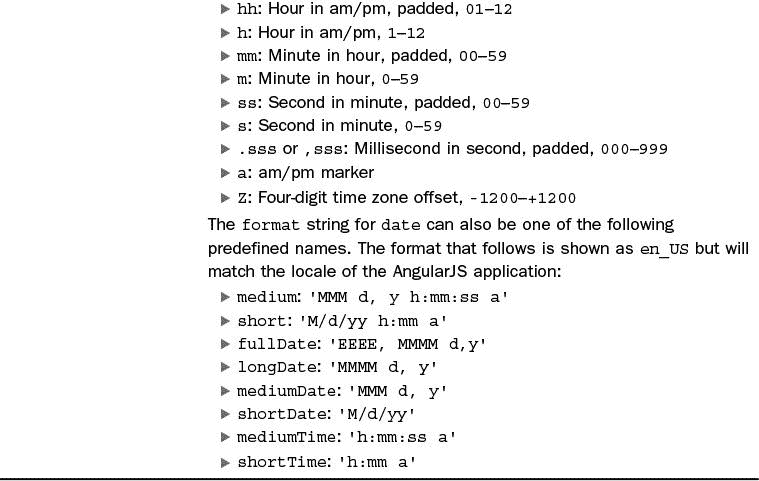 ▶ hh: Hour in am/pm, padded, 01–12
▶ h: Hour in am/pm, 1–12
▶ mm: Minute in hour, padded, 00–59
▶ m: Minute in hour, 0–59
▶ ss: Second in minute, padded, 00–59
▶ s: Second in minute, 0–59
▶ .sss or ,sss: Millisecond in second, padded, 000–999
▶ a: am/pm marker
▶ Z: Four-digit time zone offset, -1200–+1200
The format string for date can also be one of the following
predefined names. The format that follows is shown as en_US but will
match the locale of the AngularJS application:
▶ medium: 'MMM d, y h:mm:ss a'
▶ short: 'M/d/yy h:mm a'
▶ fullDate: 'EEEE, MMMM d,y'
▶ longDate: 'MMMM d, y'
▶ mediumDate: 'MMM d, y'
▶ shortDate: 'M/d/yy'
▶ mediumTime: 'h:mm:ss a'
▶ shortTime: 'h:mm a'